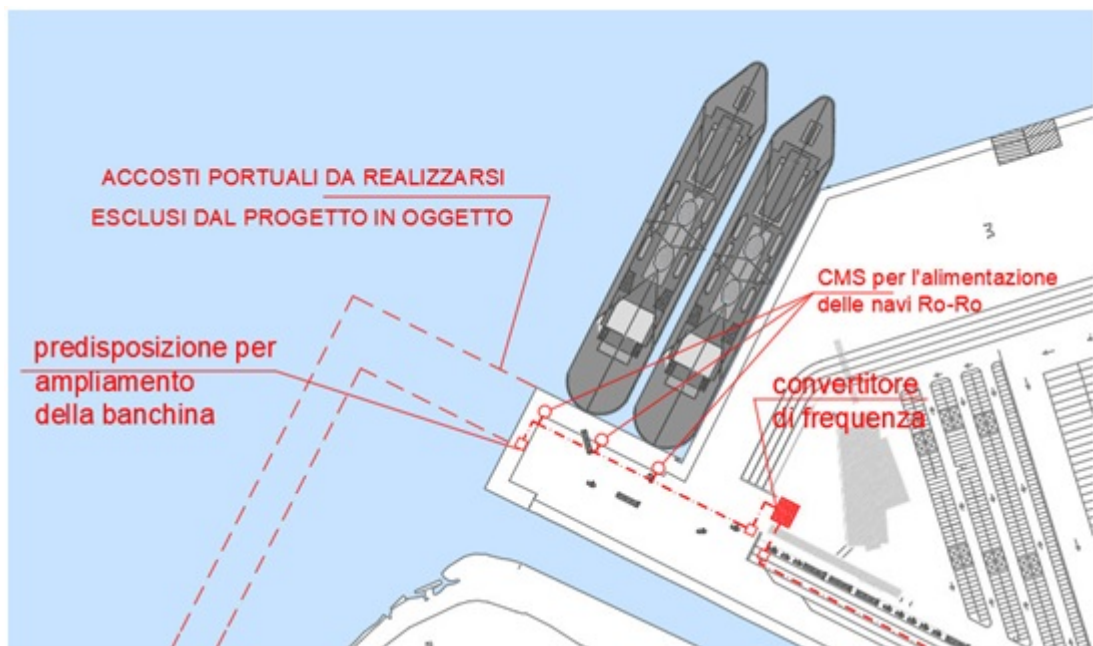 ACCOSTI PORTUALI DA REALIZZARSI
ESCLUSI DAL PROGETTO IN OGGETTO
3
CMS per l'alimentazione
delle navi Ro-Ro
predisposizione per
ampliamento
della banchina
convertitore
di frequenza